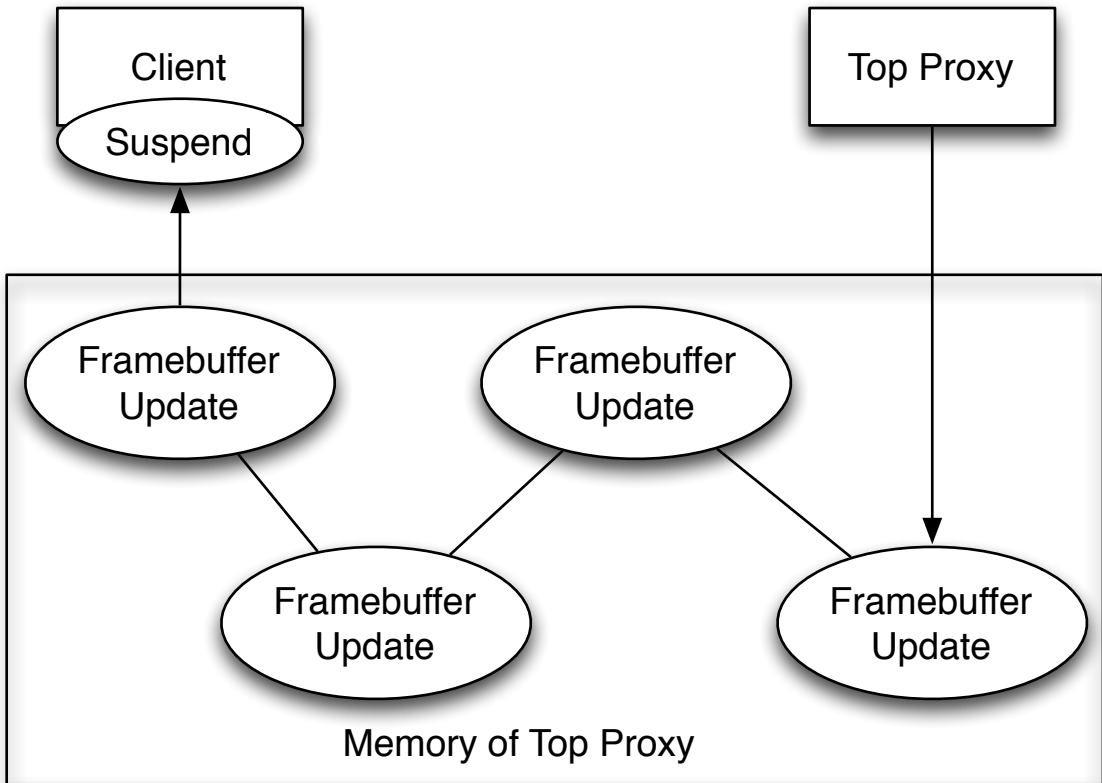 Client
Suspend
Top Proxy
Framebuffer
Update
Framebuffer
Update
Framebuffer
Update
Framebuffer
Update
Memory of Top Proxy